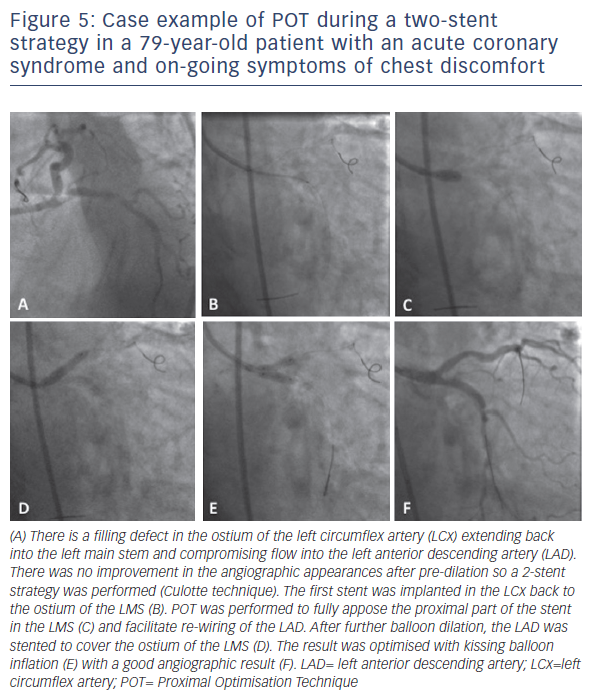 Figure 5: Case example of POT during a two-stent
strategy in a 79-year-old patient with an acute coronary
syndrome and on-going symptoms of chest discomfort
A
B
C
D
E
F
(A) There is a filling defect in the ostium of the left circumflex artery (LCx) extending back
into the left main stem and compromising flow into the left anterior descending artery (LAD).
There was no improvement in the angiographic appearances after pre-dilation so a 2-stent
strategy was performed (Culotte technique). The first stent was implanted in the LCx back to
the ostium of the LMS (B). POT was performed to fully appose the proximal part of the stent
in the LMS (C) and facilitate re-wiring of the LAD. After further balloon dilation, the LAD was
stented to cover the ostium of the LMS (D). The result was optimised with kissing balloon
inflation (E) with a good angiographic result (F). LAD= left anterior descending artery; LCx=left
circumflex artery; POT= Proximal Optimisation Technique